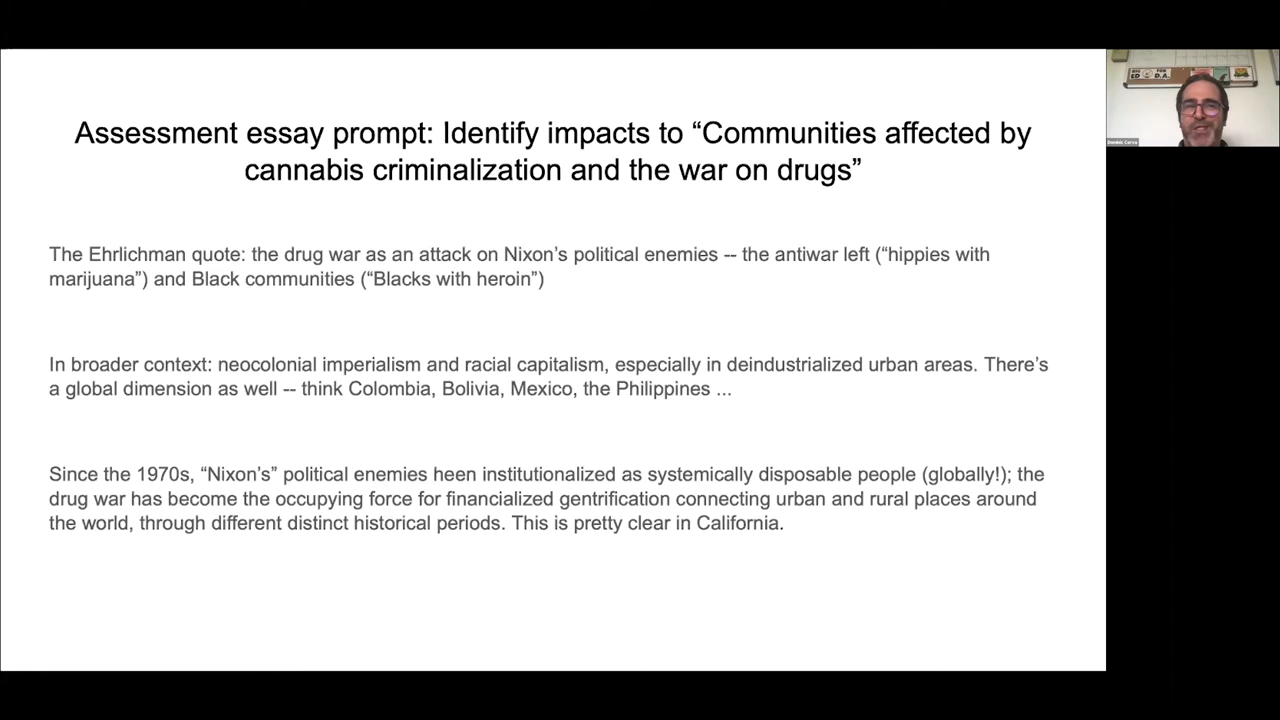 Assessment essay prompt: Identify impacts to “Communities affected by
cannabis criminalization and the war on drugs”
The Ehrlichman quote: the drug war as an attack on Nixon’s political enemies -- the antiwar left (“hippies with
marijuana”) and Black communities (“Blacks with heroin”)
In broader context: neocolonial imperialism and racial capitalism, especially in deindustrialized urban areas. There’s
a global dimension as well -- think Colombia, Bolivia, Mexico, the Philippines ...
Since the 1970s, “Nixon’s” political enemies heen institutionalized as systemically disposable people (globally!); the
drug war has become the occupying force for financialized gentrification connecting urban and rural places around
the world, through different distinct historical periods. This is pretty clear in California.
ED
FOR
D.A.